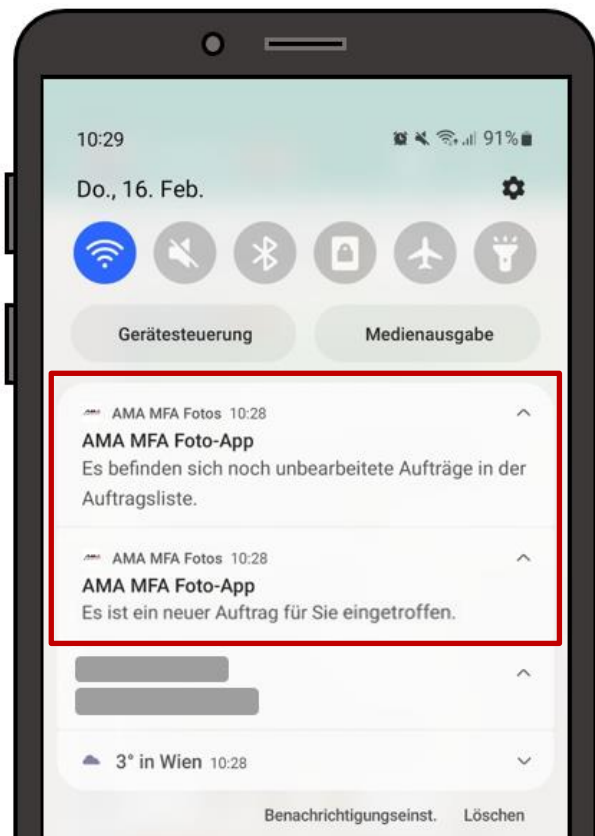 10:29 91%
Do., 16. Feb.
Gerätesteuerung Medienausgabe
AMA MFA Fotos 10:28
AMA MFA Foto-App
Es befinden sich noch unbearbeitete Aufträge in der
Auftragsliste.
AMA MFA Fotos 10:28
AMA MFA Foto-App
Es ist ein neuer Auftrag für Sie eingetroffen.
3° in Wien 10:28
Benachrichtigungseinst. Löschen